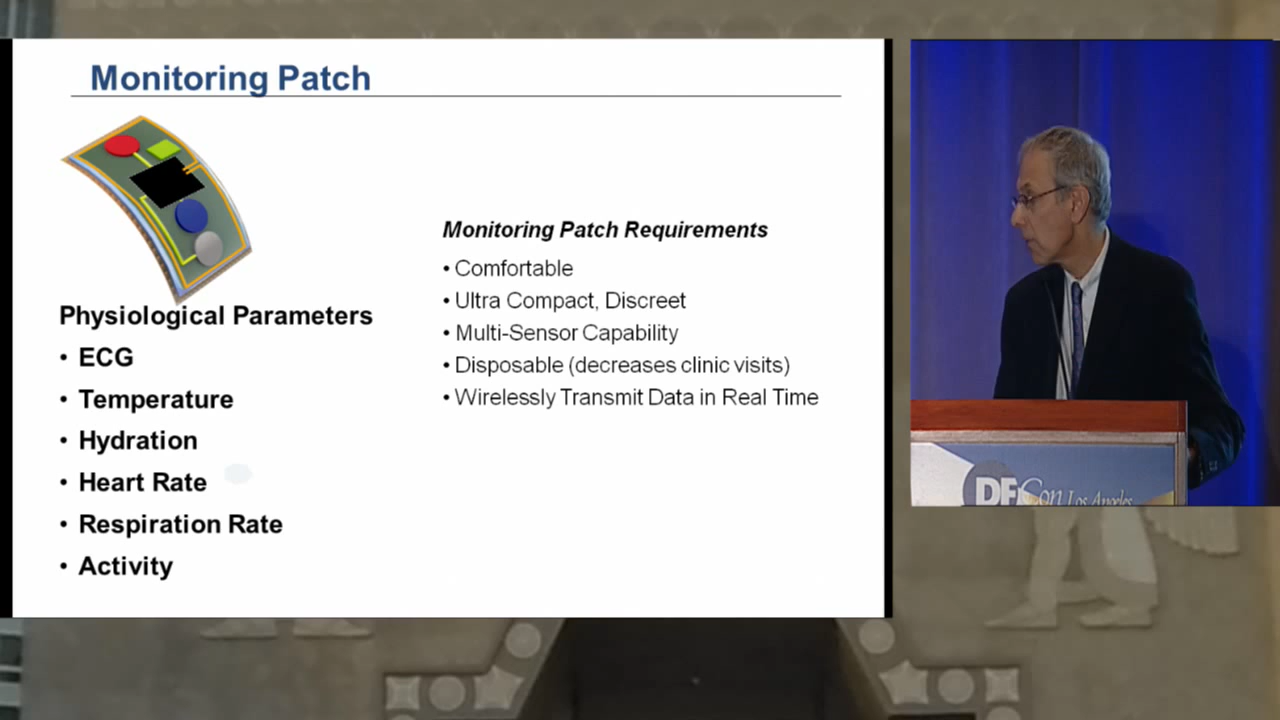 Monitoring Patch
Physiological Parameters
• ECG
• Temperature
• Hydration
• Heart Rate
• Respiration Rate
• Activity
Monitoring Patch Requirements
• Comfortable
• Ultra Compact, Discreet
• Multi-Sensor Capability
• Disposable (decreases clinic visits)
• Wirelessly Transmit Data in Real Time
DF Con Los Angeles